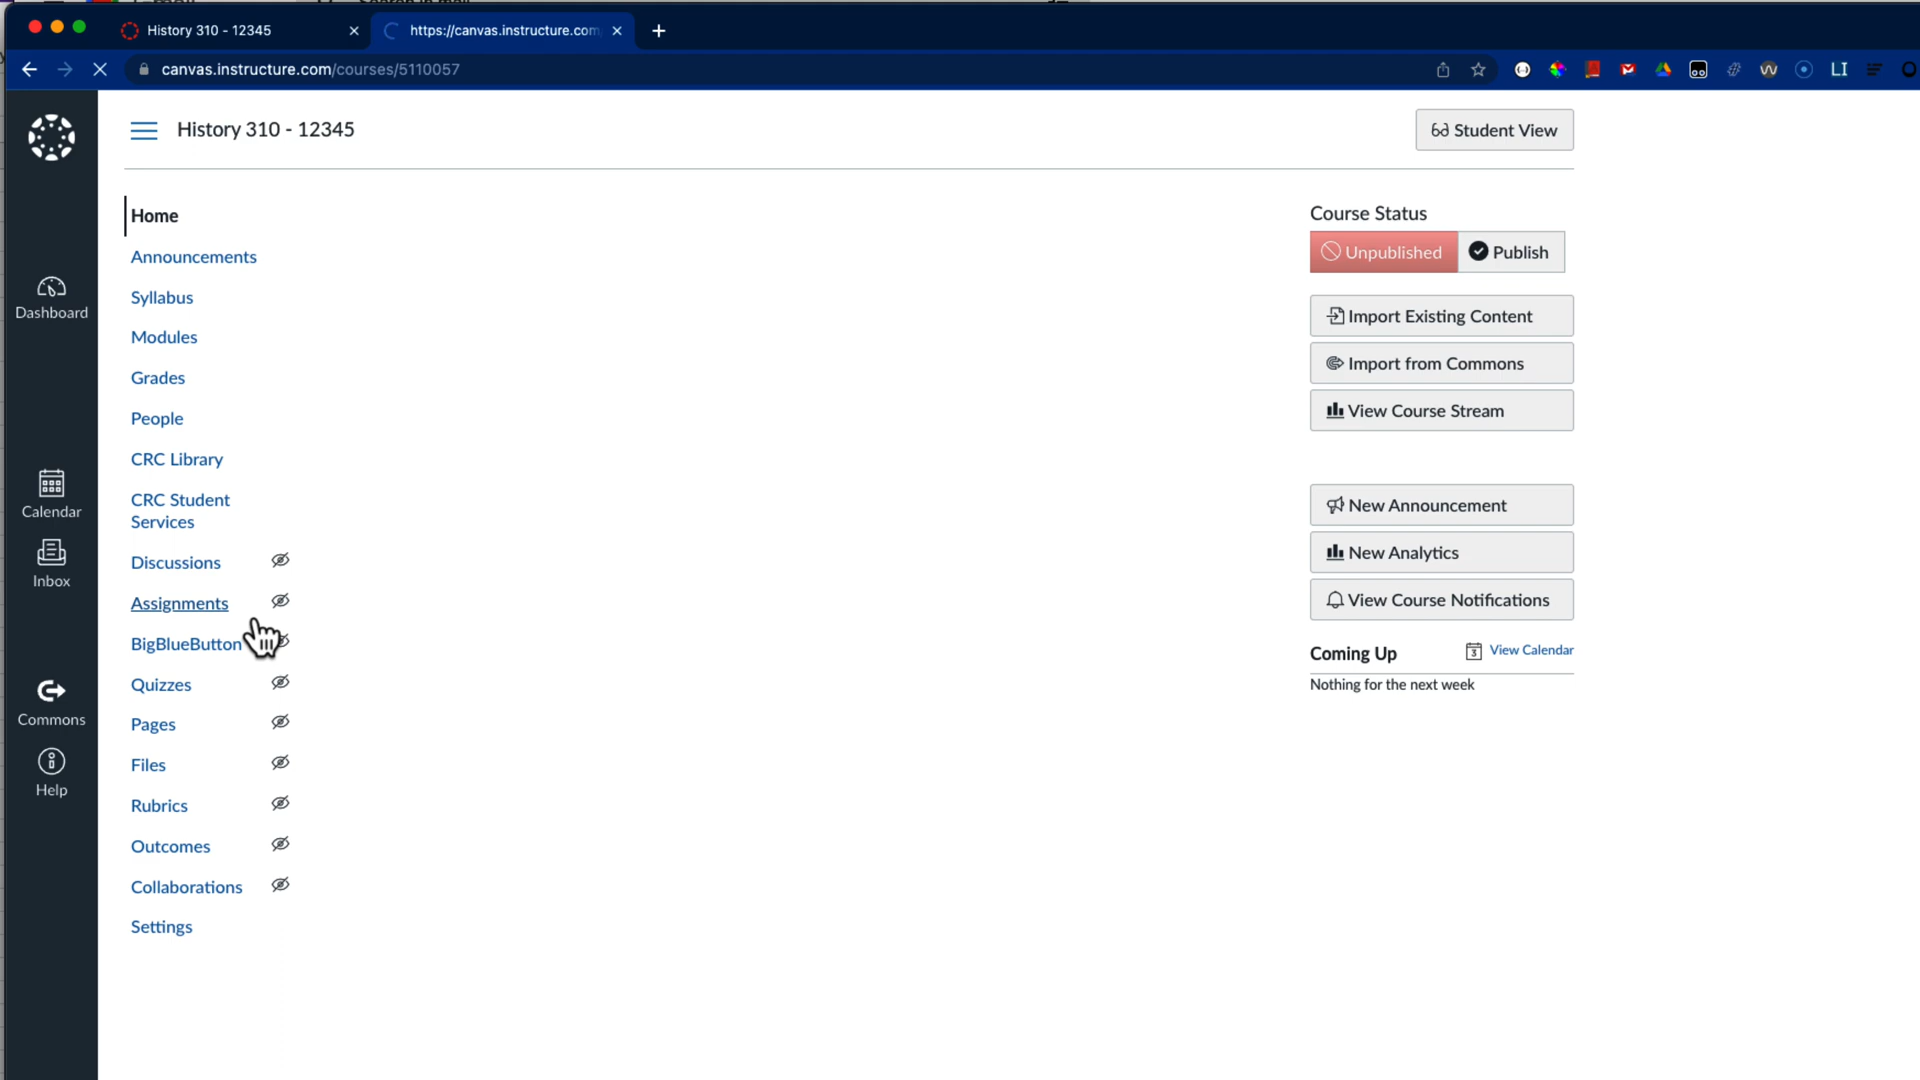 History 310 - 12345
https://canvas.instructure.com
canvas.instructure.com/courses/5110057
LI
History 310 - 12345
Student View
Home
Announcements
Syllabus
Modules
Grades
People
CRC Library
CRC Student
Services
Discussions
Assignments
BigBlueButton
Quizzes
Pages
Files
Rubrics
Outcomes
Collaborations
Settings
Dashboard
Calendar
Inbox
Commons
Help
Course Status
Unpublished
Publish
Import Existing Content
Import from Commons
View Course Stream
New Announcement
New Analytics
View Course Notifications
Coming Up
3
View Calendar
Nothing for the next week